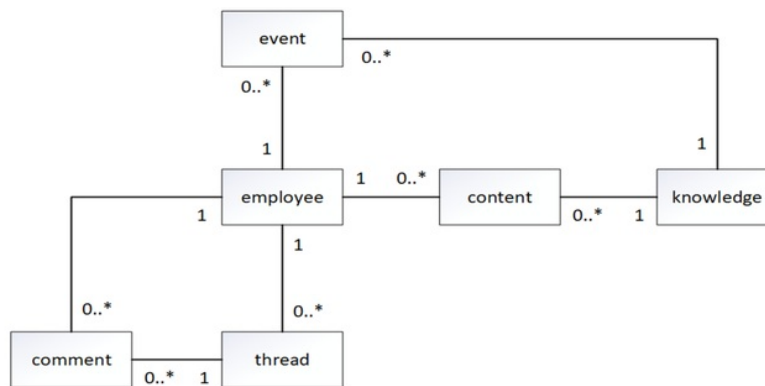 event
0..*
0..*
1
1
employee
1
0..*
content
knowledge
1
1
0..*
1
0..*
0..*
comment
thread
0..*
1